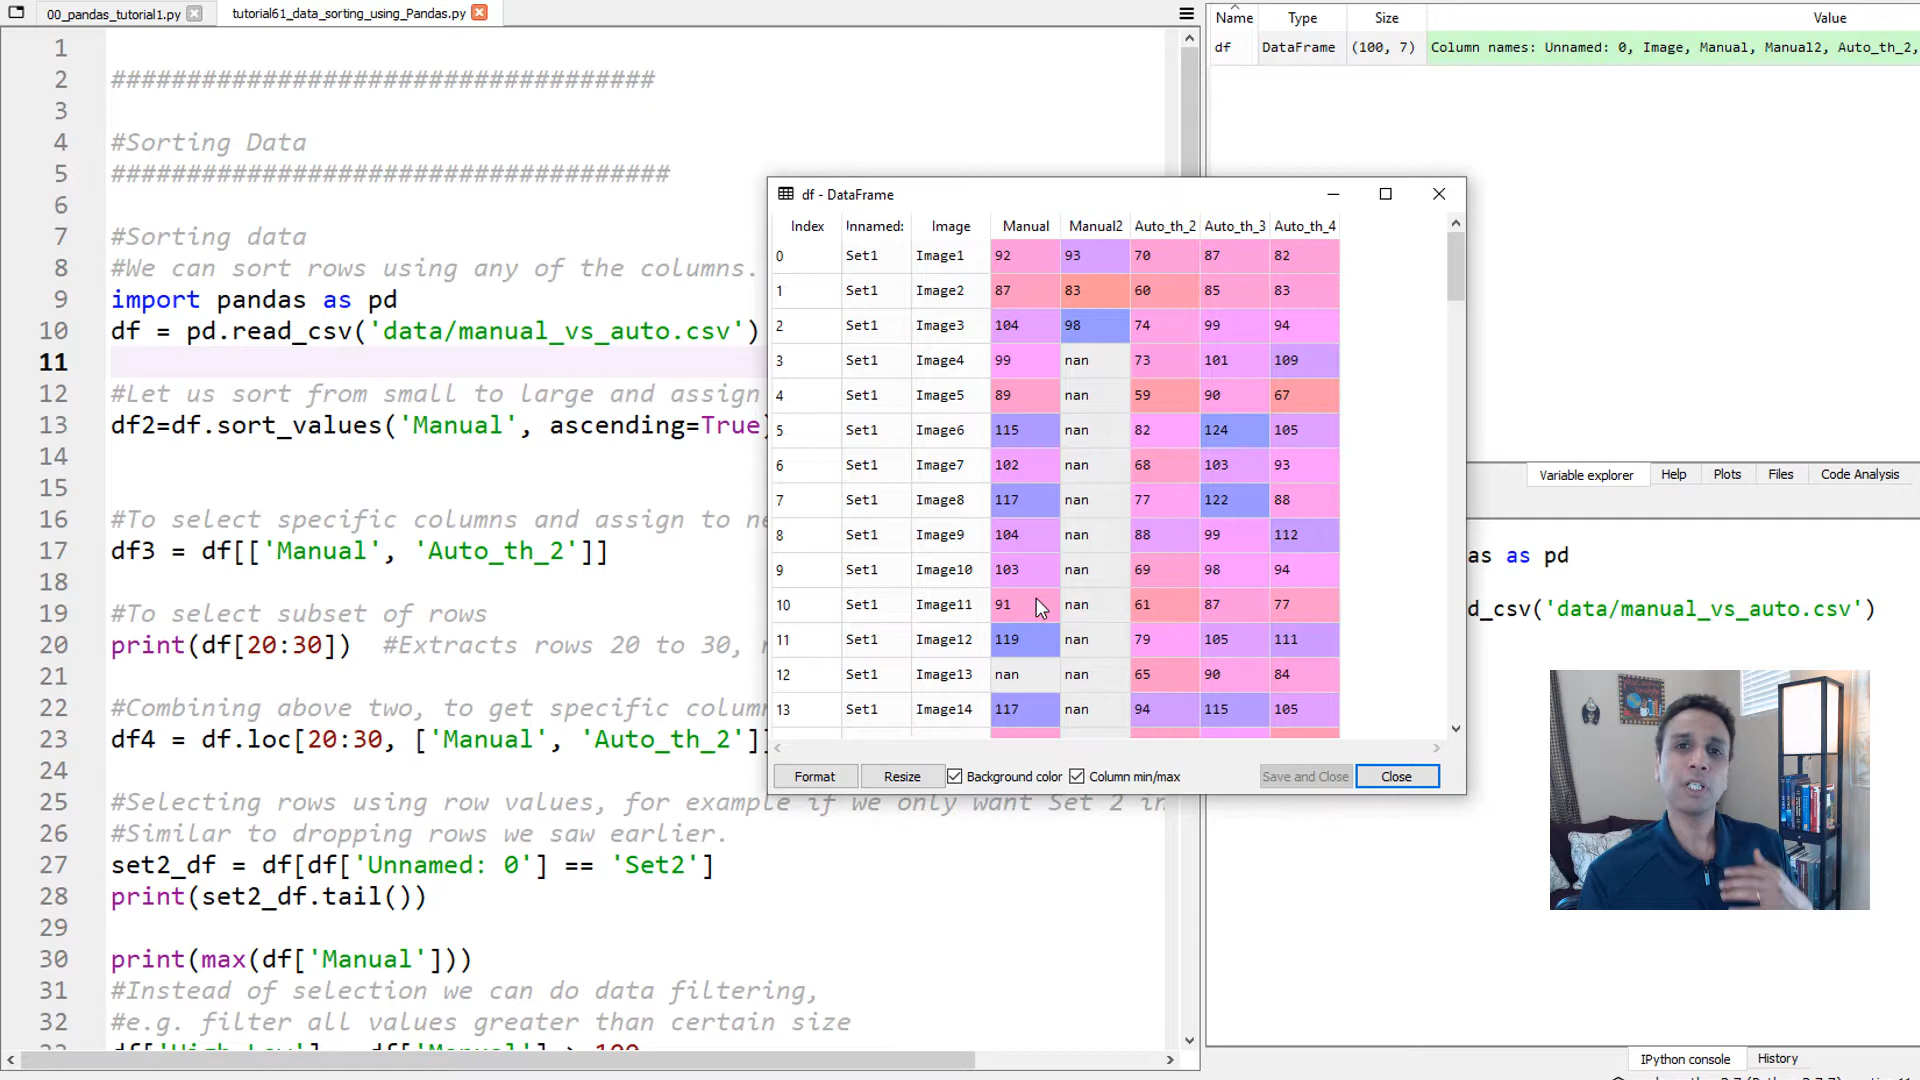 00_pandas_tutorial1.py
tutorial61_data_sorting_using_Pandas.py
1
2 ####################################
3
4 #Sorting Data
5 #####################################
6
7 #Sorting data
8 #We can sort rows using any of the columns.
9 import pandas as pd
10 df = pd.read_csv('data/manual_vs_auto.csv')
11
12 #Let us sort from small to large and assign
13 df2=df.sort_values('Manual', ascending=True)
14
15
16 #To select specific columns and assign to ne
17 df3 = df[['Manual', 'Auto_th_2']]
18
19 #To select subset of rows
20 print(df[20:30]) #Extracts rows 20 to 30,
21
22 #Combining above two, to get specific colum
23 df4 = df.loc[20:30, ['Manual', 'Auto_th_2']]
24
25 #Selecting rows using row values, for example if we only want Set 2 in
26 #Similar to dropping rows we saw earlier.
27 set2_df = df[df['Unnamed: 0'] == 'Set2']
28 print(set2_df.tail())
29
30 print(max(df['Manual']))
31 #Instead of selection we can do data filtering,
32 #e.g. filter all values greater than certain size
df - DataFrame
Index nnamed: Image Manual Manual2 Auto_th_2 Auto_th_3 Auto_th_4
0 Set1 Image1 92 93 70 87 82
1 Set1 Image2 87 83 60 85 83
2 Set1 Image3 104 98 74 99 94
3 Set1 Image4 99 nan 73 101 109
4 Set1 Image5 89 nan 59 90 67
5 Set1 Image6 115 nan 82 124 105
6 Set1 Image7 102 nan 68 103 93
7 Set1 Image8 117 nan 77 122 88
8 Set1 Image9 104 nan 88 99 112
9 Set1 Image10 103 nan 69 98 94
10 Set1 Image11 91 nan 61 87 77
11 Set1 Image12 119 nan 79 105 111
12 Set1 Image13 nan nan 65 90 84
13 Set1 Image14 117 nan 94 115 105
Format Resize Background color Column min/max Save and Close Close
Name Type Size Value
df DataFrame (100, 7) Column names: Unnamed: 0, Image, Manual, Manual2, Auto_th_2,
Variable explorer Help Plots Files Code Analysis
as as pd
d_csv('data/manual_vs_auto.csv')
IPython console History